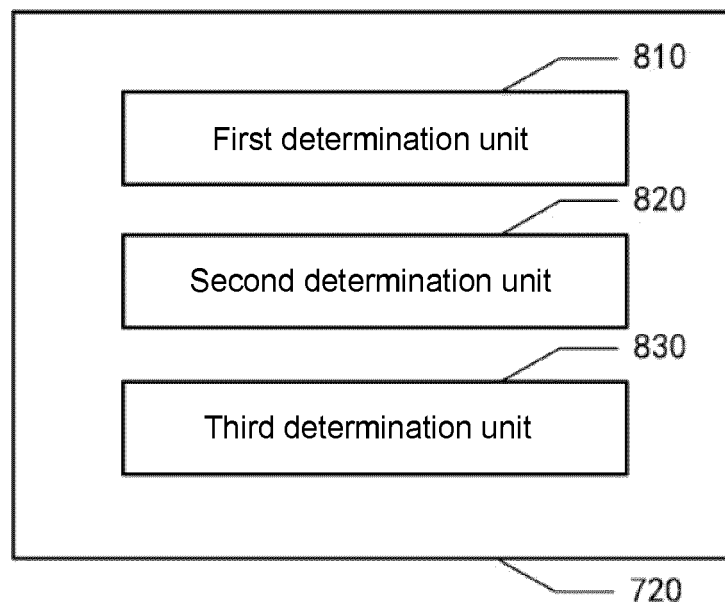 810
First determination unit
820
Second determination unit
830
Third determination unit
720